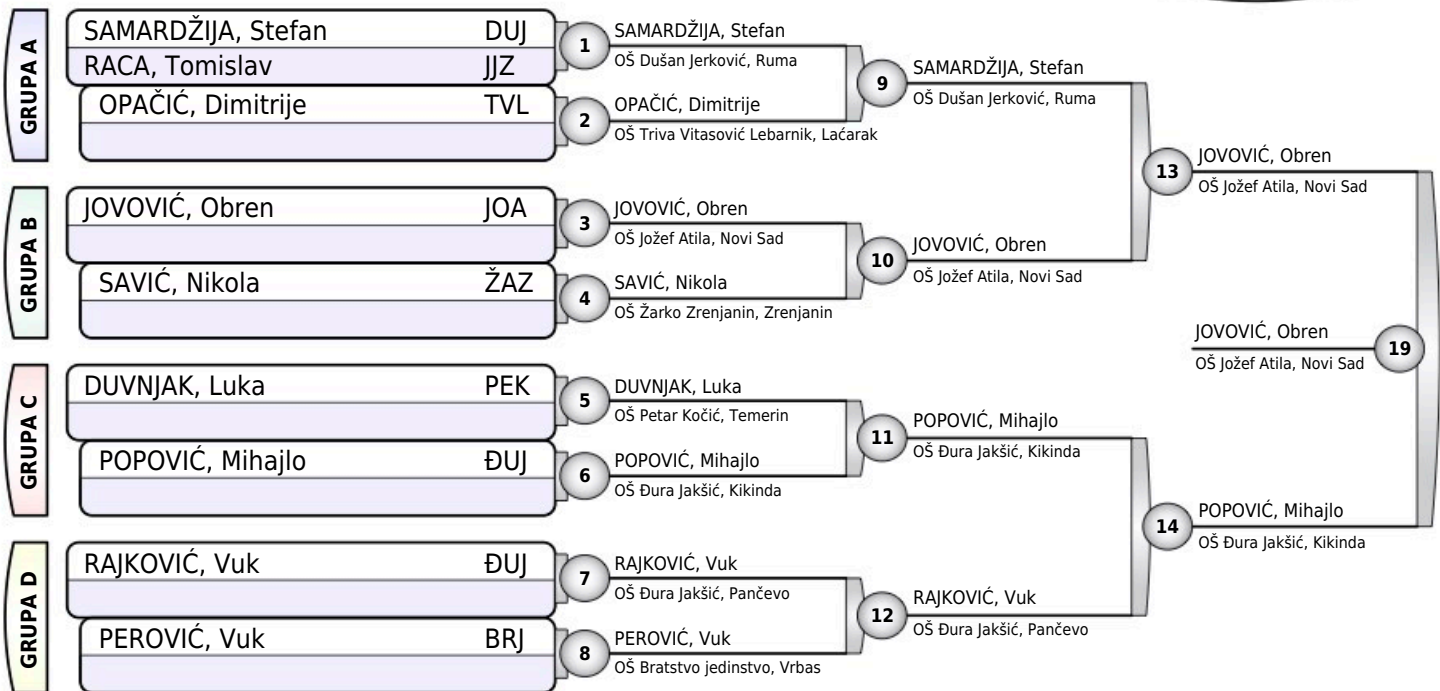 GRUPA A
SAMARDŽIJA, Stefan DUJ
RACA, Tomislav JJZ
OPAČIĆ, Dimitrije TVL
GRUPA B
JOVOVIĆ, Obren JOA
SAVIĆ, Nikola ŽAZ
GRUPA C
DUVNJAK, Luka PEK
POPOVIĆ, Mihajlo ĐUJ
GRUPA D
RAJKOVIĆ, Vuk ĐUJ
PEROVIĆ, Vuk BRJ
1
SAMARDŽIJA, Stefan
OŠ Dušan Jerković, Ruma
2
OPAČIĆ, Dimitrije
OŠ Triva Vitasović Lebarnik, Laćarak
3
JOVOVIĆ, Obren
OŠ Jožef Atila, Novi Sad
4
SAVIĆ, Nikola
OŠ Žarko Zrenjanin, Zrenjanin
5
DUVNJAK, Luka
OŠ Petar Kočić, Temerin
6
POPOVIĆ, Mihajlo
OŠ Đura Jakšić, Kikinda
7
RAJKOVIĆ, Vuk
OŠ Đura Jakšić, Pančevo
8
PEROVIĆ, Vuk
OŠ Bratstvo jedinstvo, Vrbas
9
SAMARDŽIJA, Stefan
OŠ Dušan Jerković, Ruma
10
JOVOVIĆ, Obren
OŠ Jožef Atila, Novi Sad
11
POPOVIĆ, Mihajlo
OŠ Đura Jakšić, Kikinda
12
RAJKOVIĆ, Vuk
OŠ Đura Jakšić, Pančevo
13
JOVOVIĆ, Obren
OŠ Jožef Atila, Novi Sad
14
POPOVIĆ, Mihajlo
OŠ Đura Jakšić, Kikinda
JOVOVIĆ, Obren
OŠ Jožef Atila, Novi Sad
19